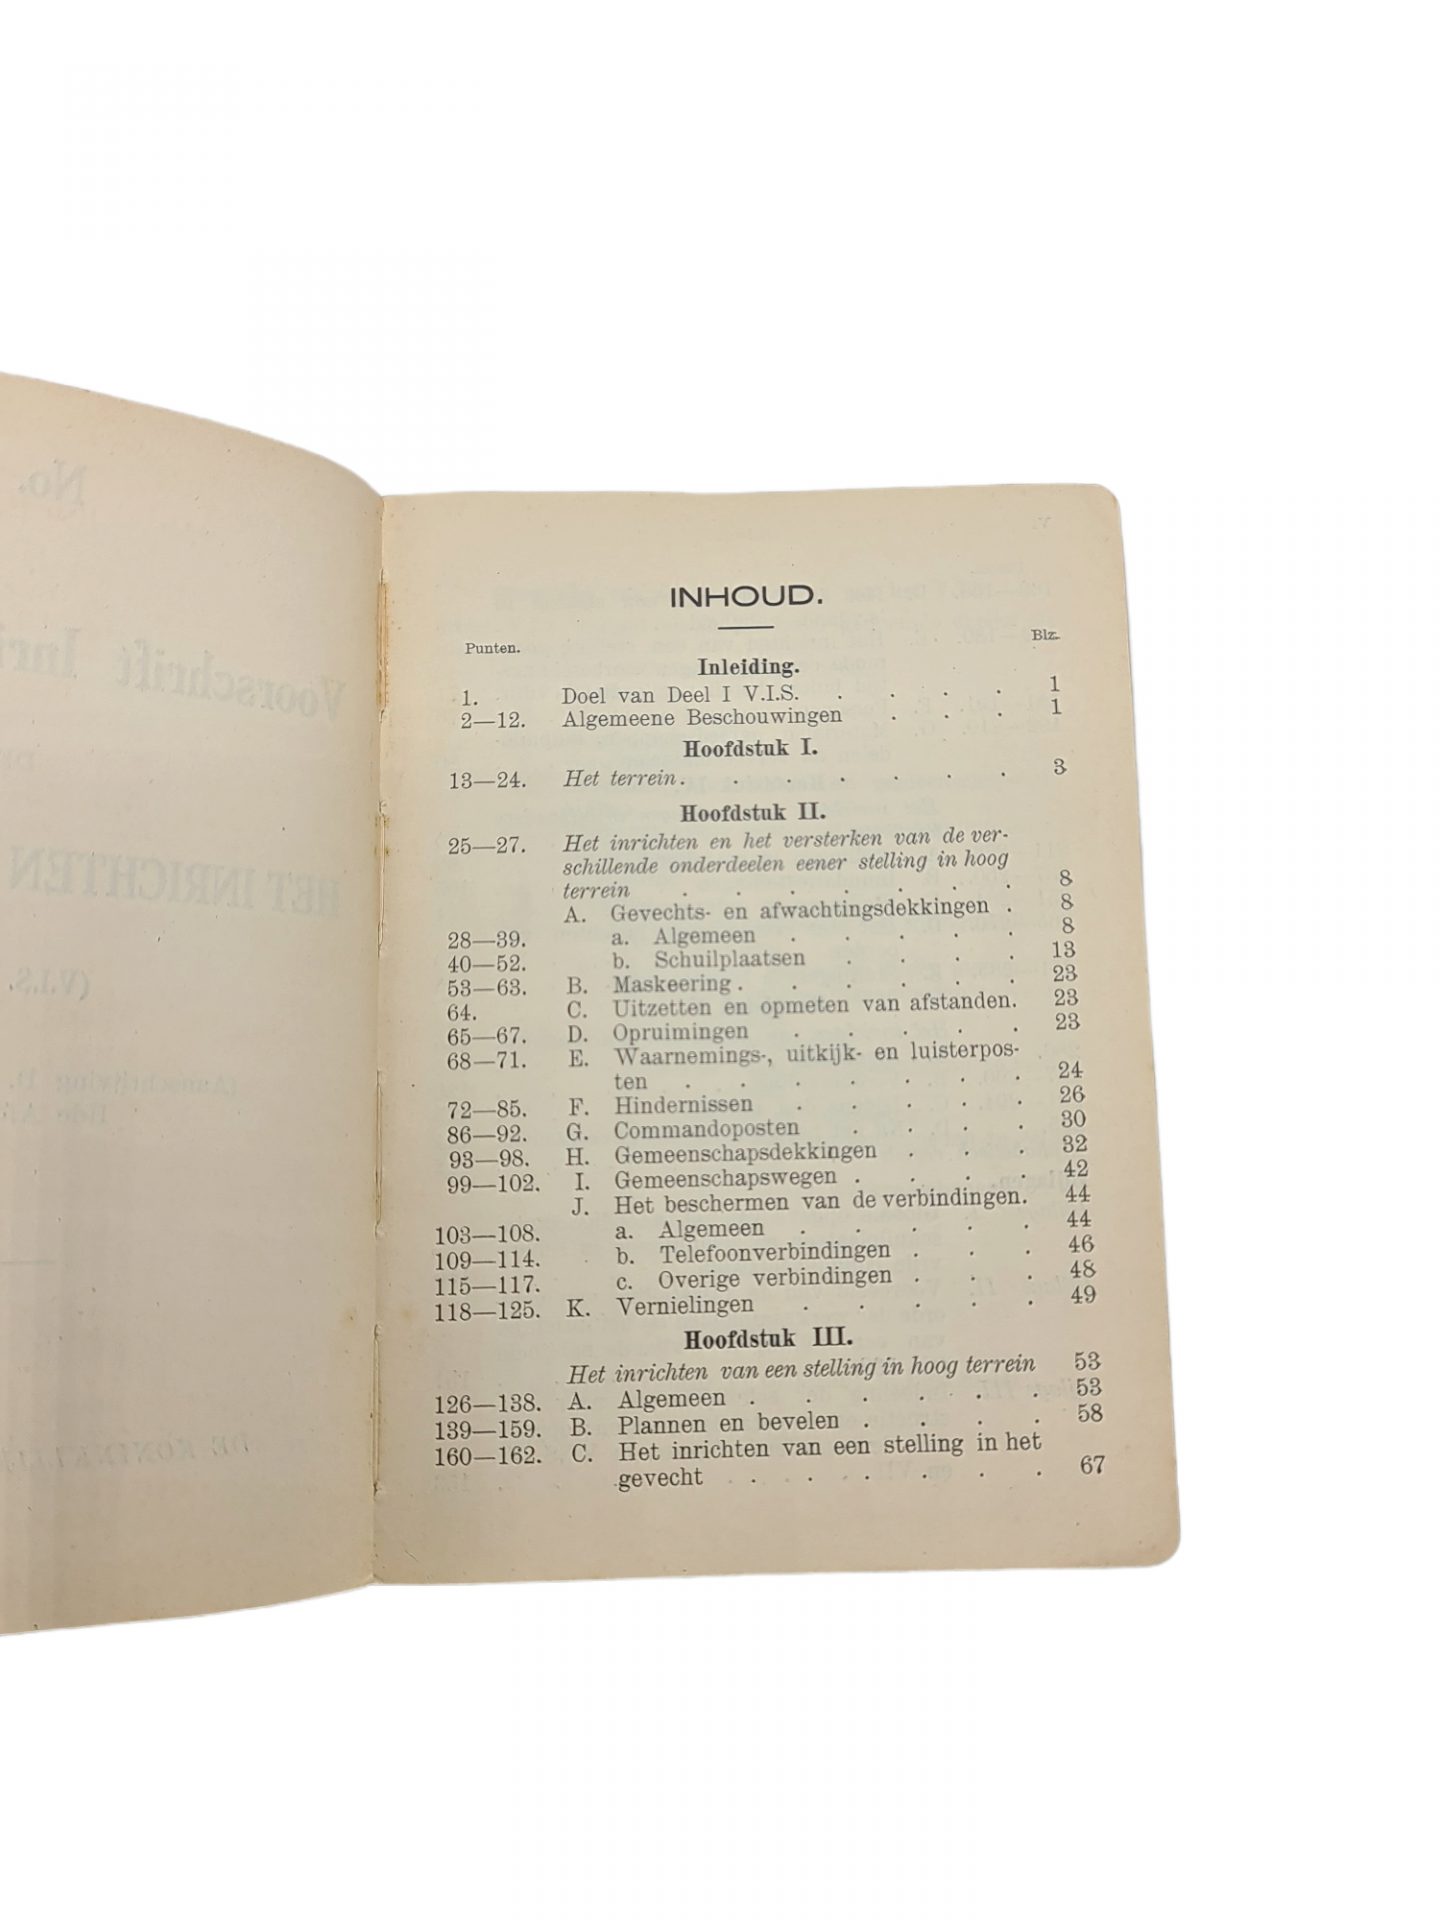 INHOUD.
Punten. Blz.
Inleiding.
1. Doel van Deel I V.I.S. . . . . 1
2—12. Algemeene Beschouwingen . . . 1
Hoofdstuk I.
13—24. Het terrein . . . . . . . 3
Hoofdstuk II.
25—27. Het inrichten en het versterken van de ver-
schillende onderdeelen eener stelling in hoog
terrein . . . . . . . 8
A. Gevechts- en afwachtingsdekkingen . 8
28—39. a. Algemeen . . . . . 8
40—52. b. Schuilplaatsen . . . . 13
53—63. B. Maskeering . . . . . . 23
64. C. Uitzetten en opmeten van afstanden. 23
65—67. D. Opruimingen . . . . . 23
68—71. E. Waarnemings-, uitkijk- en luisterpos-
ten . . . . . . . 24
72—85. F. Hindernissen . . . . . 26
86—92. G. Commandoposten . . . . 30
93—98. H. Gemeenschapsdekkingen . . . 32
99—102. I. Gemeenschapswegen . . . . 42
J. Het beschermen van de verbindingen. 44
103—108. a. Algemeen . . . . . 44
109—114. b. Telefoonverbindingen . . . 46
115—117. c. Overige verbindingen . . . 48
118—125. K. Vernielingen . . . . . 49
Hoofdstuk III.
Het inrichten van een stelling in hoog terrein 53
126—138. A. Algemeen . . . . . . 53
139—159. B. Plannen en bevelen . . . . 58
160—162. C. Het inrichten van een stelling in het
gevecht . . . . . . 67